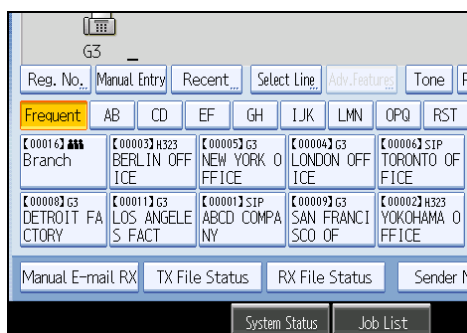 G3 _
Reg. No. Manual Entry Recent Select Line Adv.Features Tone
Frequent AB CD EF GH IJK LMN OPQ RST
【00016】 【00003】H323 【00005】G3 【00004】G3 【00006】SIP
Branch BERLIN OFF NEW YORK O LONDON OFF TORONTO OF
ICE FFICE ICE FICE
【00008】G3 【00011】G3 【00001】SIP 【00009】G3 【00002】H323
DETROIT FA LOS ANGELE ABCD COMPA SAN FRANCI YOKOHAMA O
CTORY S FACT NY SCO OF FFICE
Manual E-mail RX TX File Status RX File Status Sender
System Status Job List